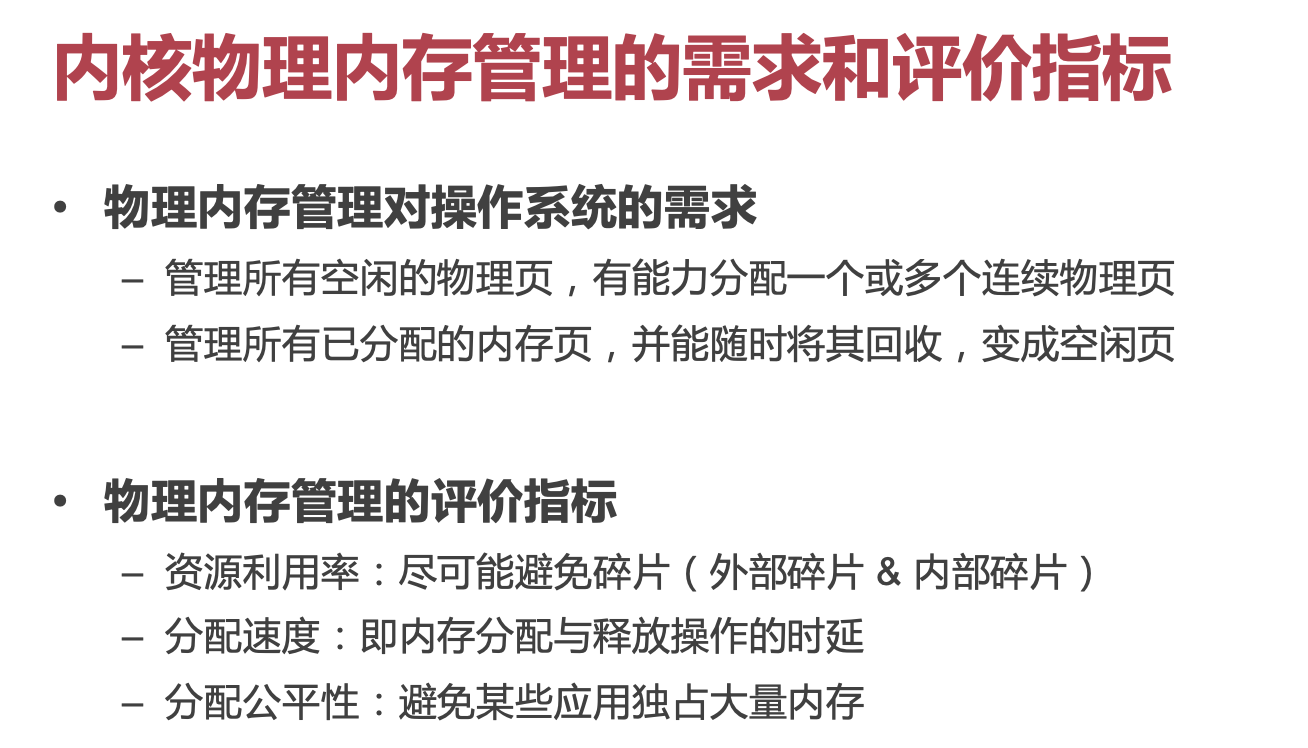 内核物理内存管理的需求和评价指标
• 物理内存管理对操作系统的需求
– 管理所有空闲的物理页，有能力分配一个或多个连续物理页
– 管理所有已分配的内存页，并能随时将其回收，变成空闲页
• 物理内存管理的评价指标
– 资源利用率：尽可能避免碎片（外部碎片 & 内部碎片）
– 分配速度：即内存分配与释放操作的时延
– 分配公平性：避免某些应用独占大量内存